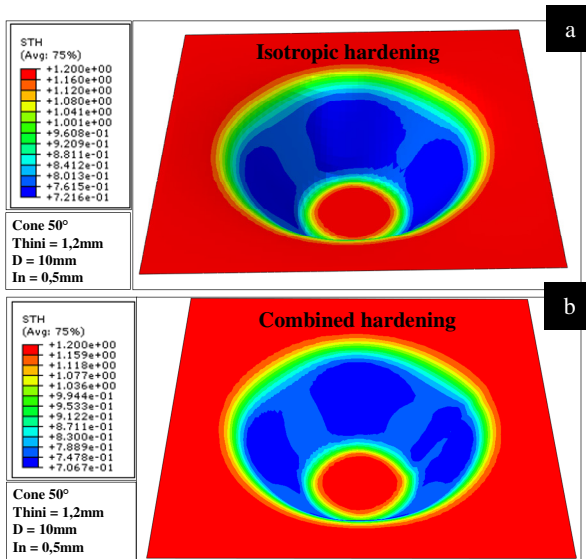 a
Isotropic hardening
STH
(Avg: 75%)
+1.200e+00
+1.160e+00
+1.120e+00
+1.080e+00
+1.041e+00
+1.001e+00
+9.608e-01
+9.209e-01
+8.811e-01
+8.412e-01
+8.013e-01
+7.615e-01
+7.216e-01
Cone 50°
Thini = 1,2mm
D = 10mm
In = 0,5mm
b
Combined hardening
STH
(Avg: 75%)
+1.200e+00
+1.159e+00
+1.118e+00
+1.077e+00
+1.036e+00
+9.944e-01
+9.533e-01
+9.122e-01
+8.711e-01
+8.300e-01
+7.889e-01
+7.478e-01
+7.067e-01
Cone 50°
Thini = 1,2mm
D = 10mm
In = 0,5mm